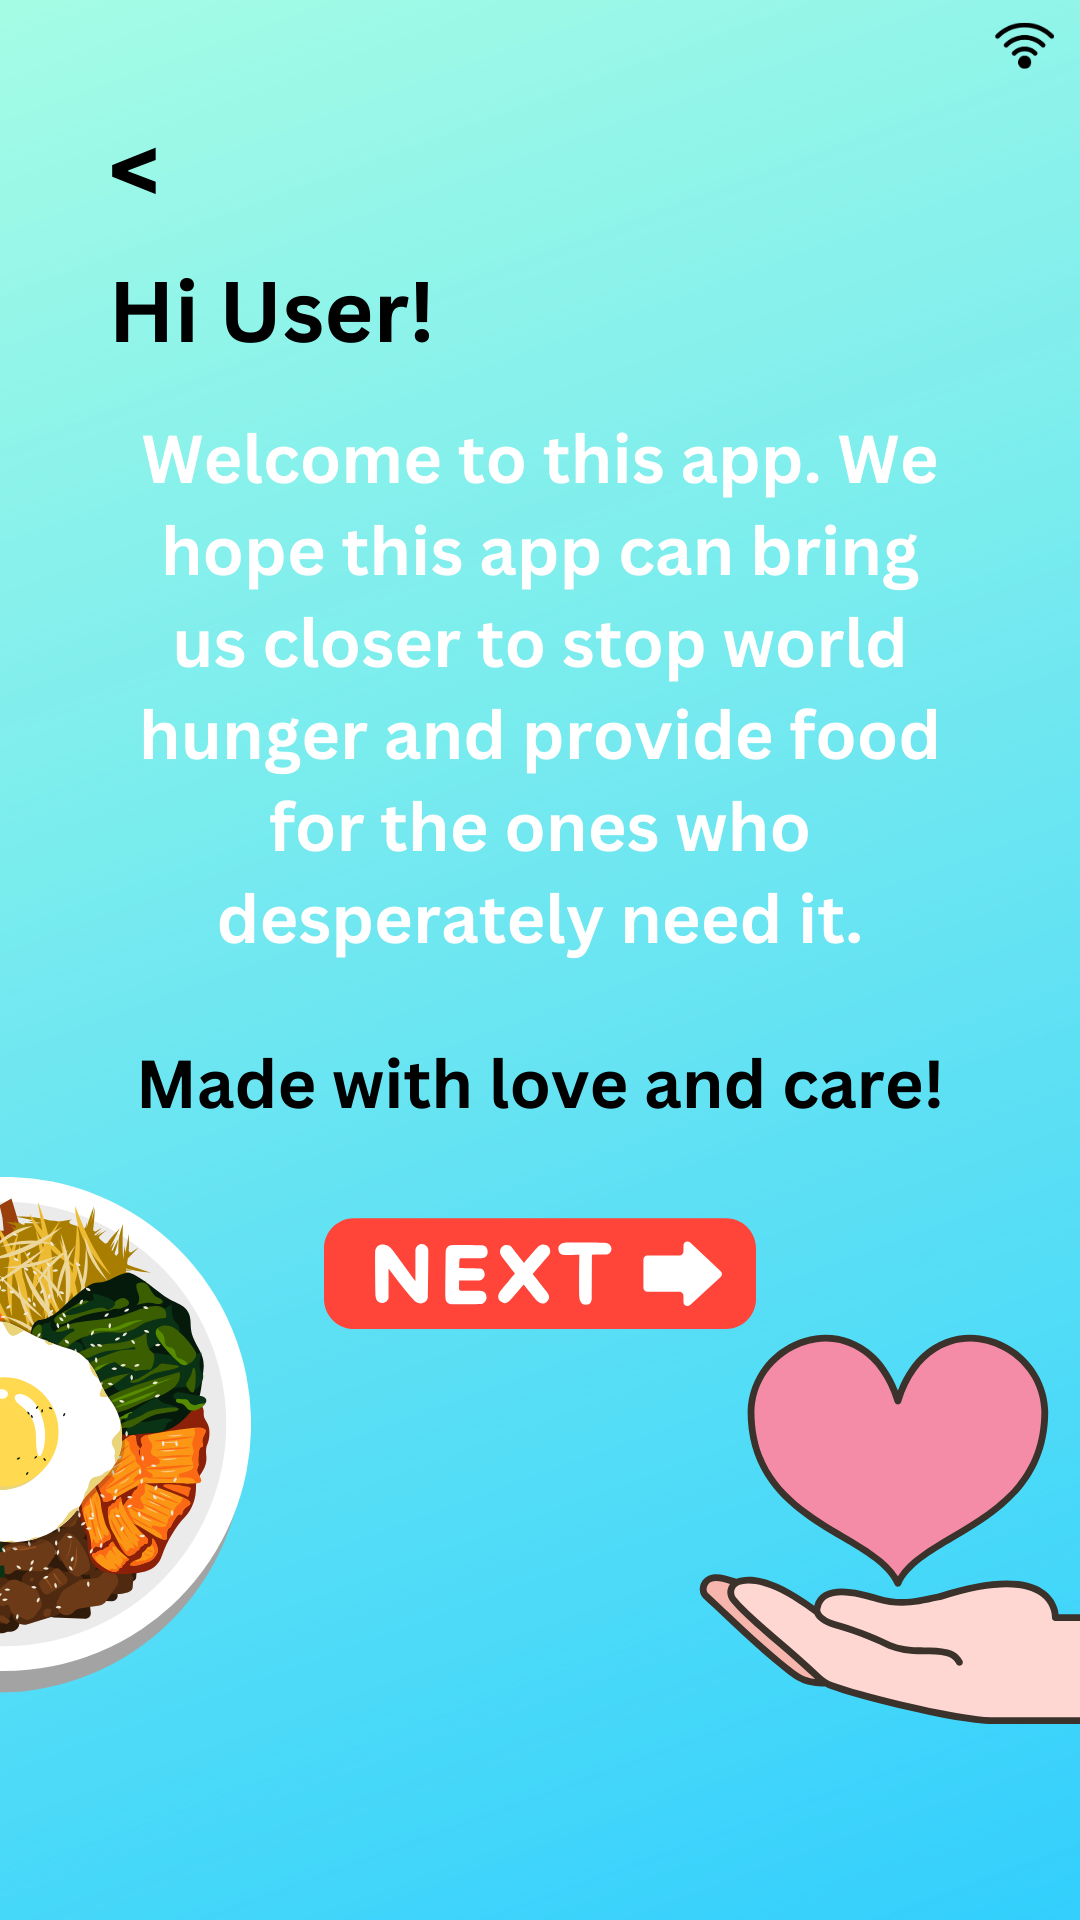 <
Hi User!
Welcome to this app. We
hope this app can bring
us closer to stop world
hunger and provide food
for the ones who
desperately need it.
Made with love and care!
NEXT